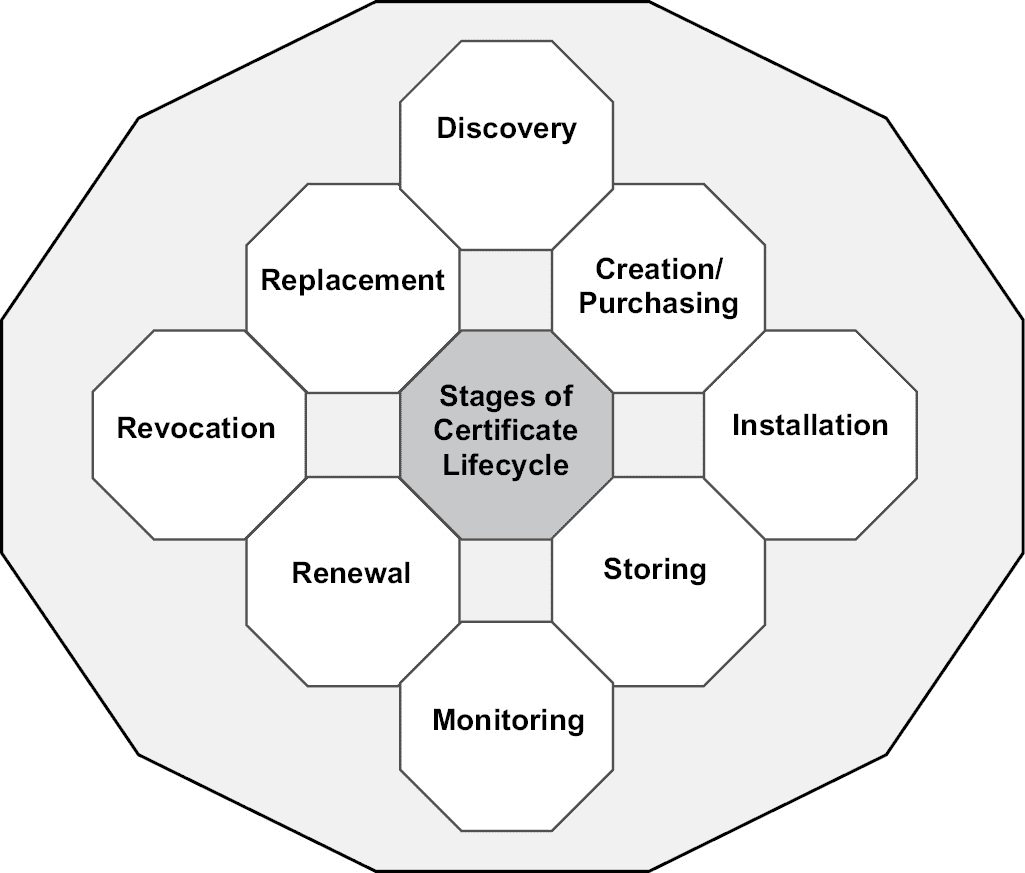 Discovery
Replacement
Creation/
Purchasing
Stages of
Certificate
Lifecycle
Revocation
Installation
Renewal
Storing
Monitoring